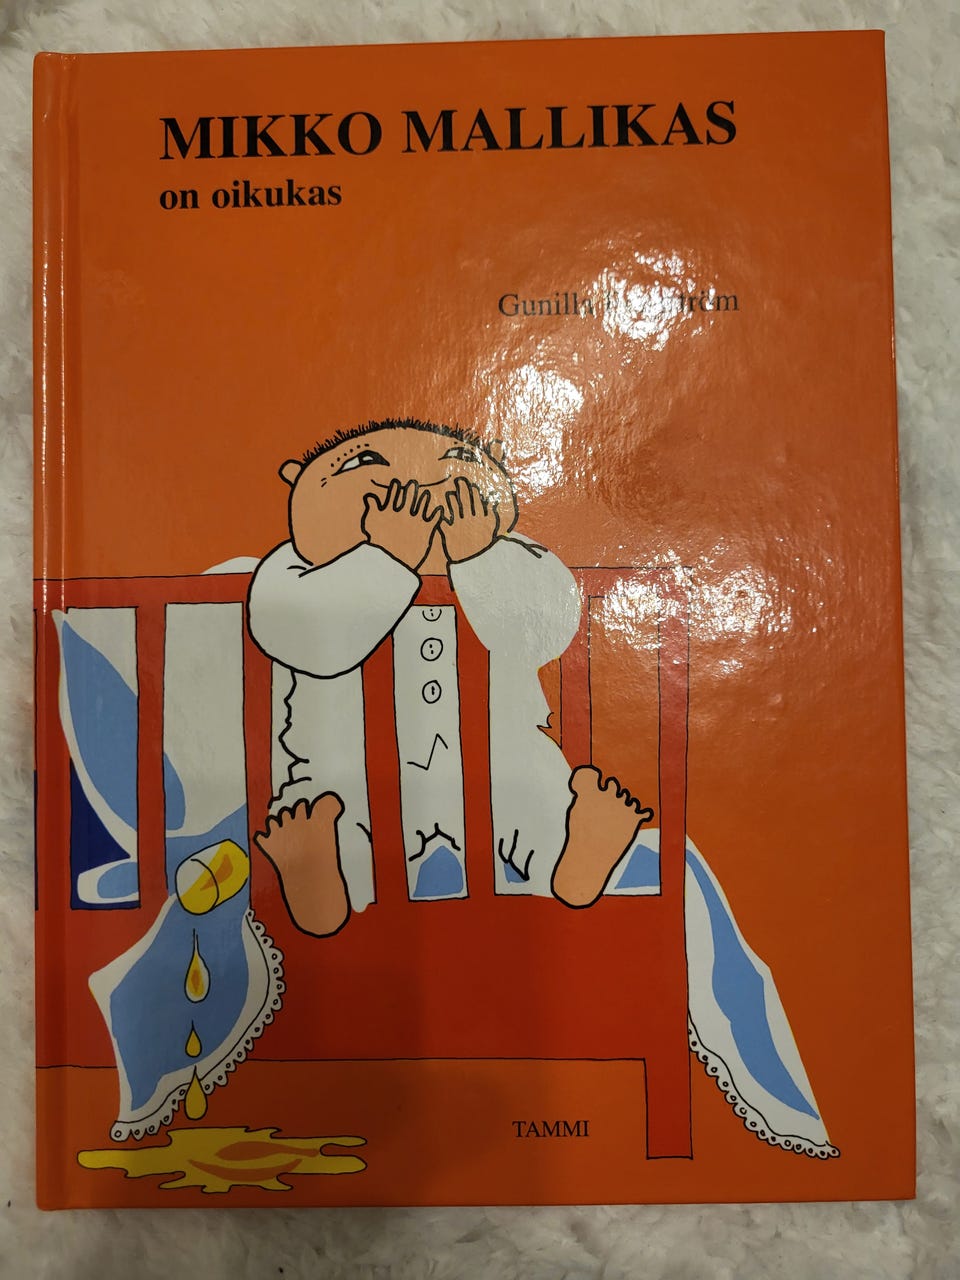 MIKKO MALLIKAS
on oikukas
Gunilla
TAMMI